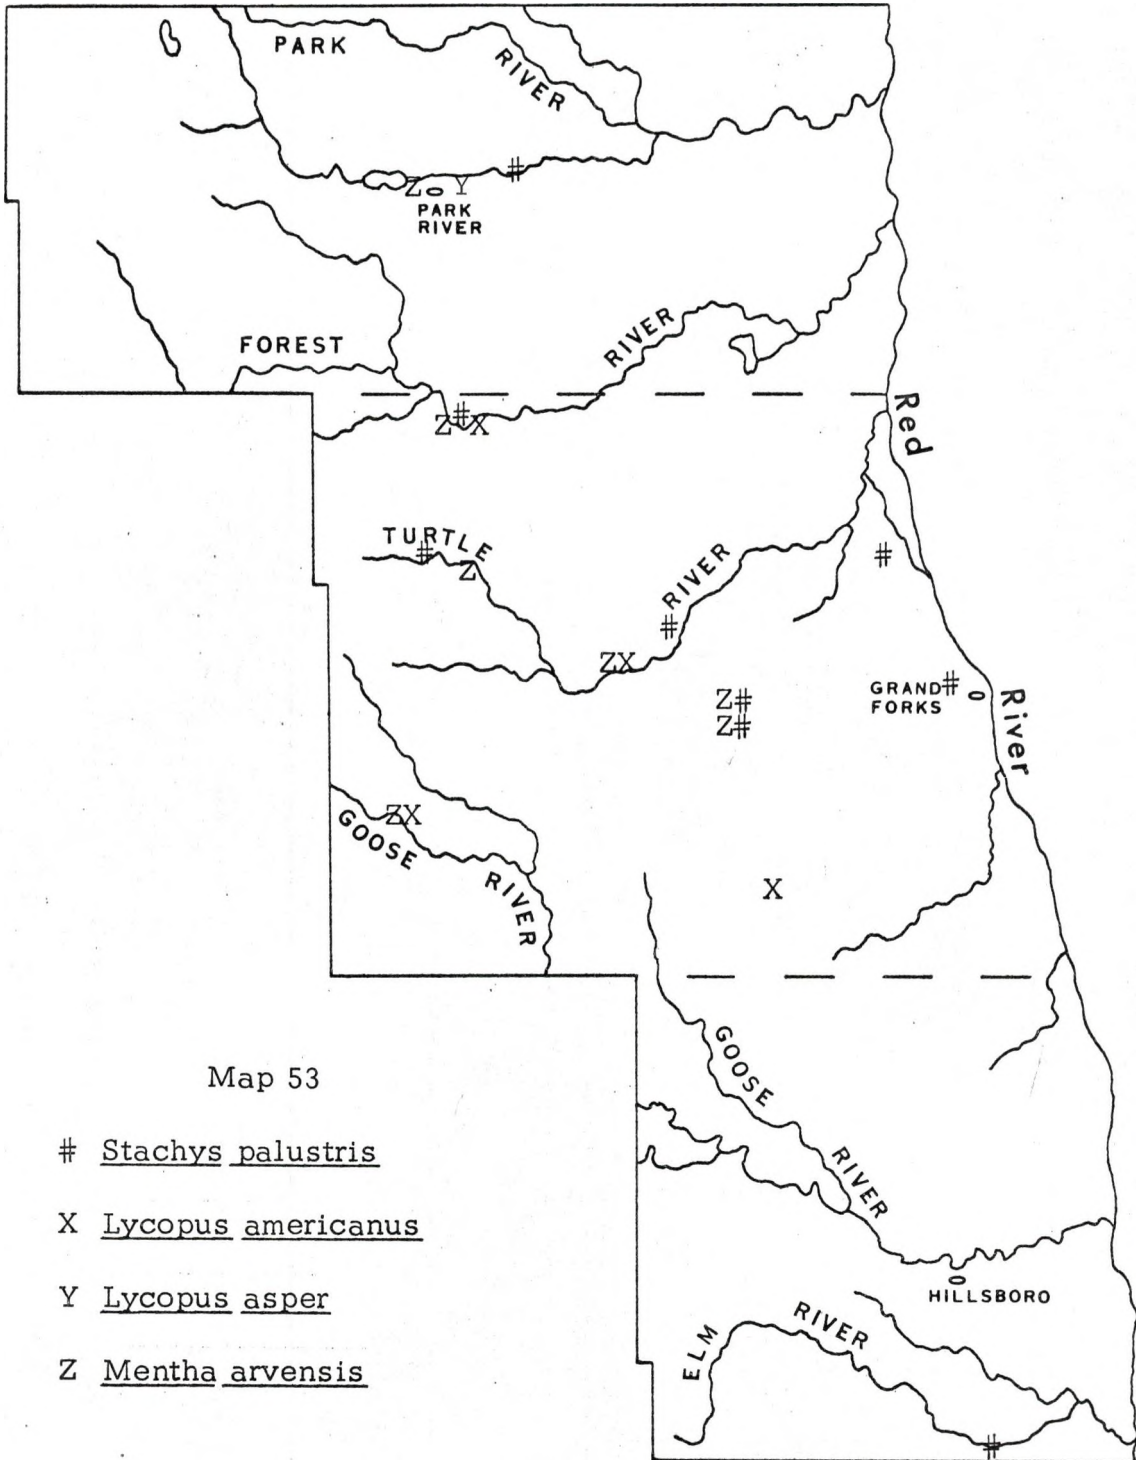 PARK
RIVER
#
Z Y
PARK
RIVER
FOREST
RIVER
#
Z X
Red
TURTLE
#
Z
RIVER
#
#
ZX
GRAND #
FORKS
Z#
Z#
River
ZX
GOOSE
RIVER
X
GOOSE
RIVER
HILLSBORO
ELM
RIVER
#
Map 53
# Stachys palustris
X Lycopus americanus
Y Lycopus asper
Z Mentha arvensis